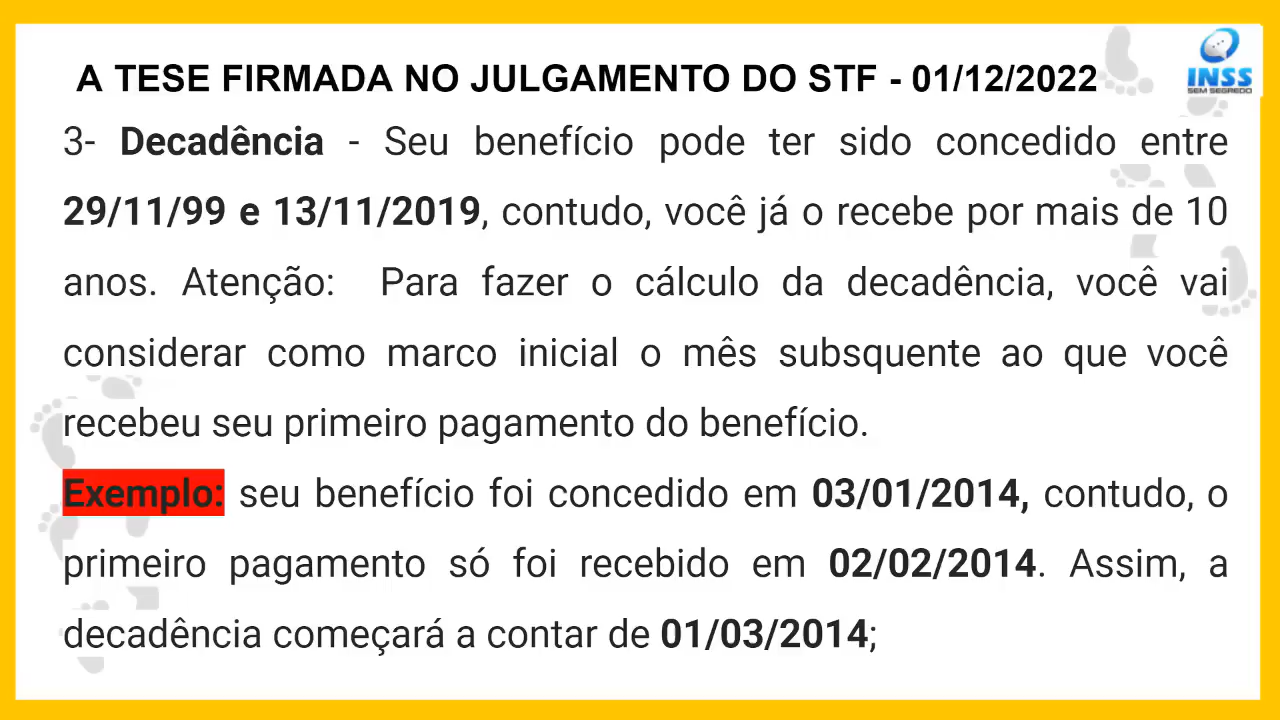 INSS
SEM SEGREDO
A TESE FIRMADA NO JULGAMENTO DO STF - 01/12/2022
3- Decadência - Seu benefício pode ter sido concedido entre
29/11/99 e 13/11/2019, contudo, você já o recebe por mais de 10
anos. Atenção: Para fazer o cálculo da decadência, você vai
considerar como marco inicial o mês subsquente ao que você
recebeu seu primeiro pagamento do benefício.
Exemplo: seu benefício foi concedido em 03/01/2014, contudo, o
primeiro pagamento só foi recebido em 02/02/2014. Assim, a
decadência começará a contar de 01/03/2014;